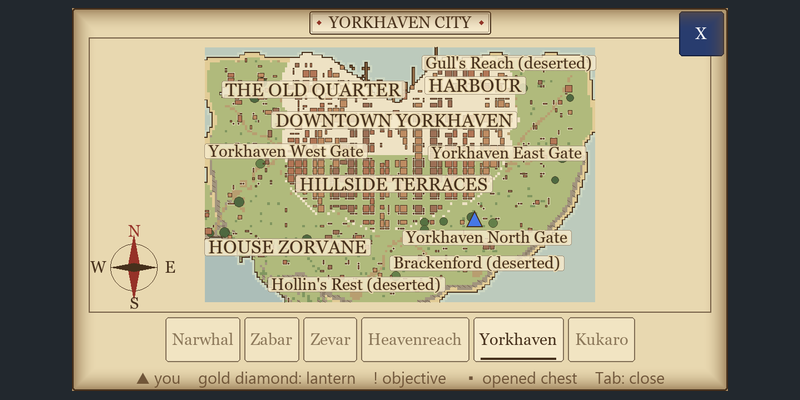 YORKHAVEN CITY
X
Gull's Reach (deserted)
THE OLD QUARTER
HARBOUR
DOWNTOWN YORKHAVEN
Yorkhaven West Gate
Yorkhaven East Gate
HILLSIDE TERRACES
Yorkhaven North Gate
HOUSE ZORVANE
Brackenford (deserted)
Hollin's Rest (deserted)
N
W E
S
Narwhal Zabar Zevar Heavenreach Yorkhaven Kukaro
▲ you gold diamond: lantern ! objective ▪ opened chest Tab: close